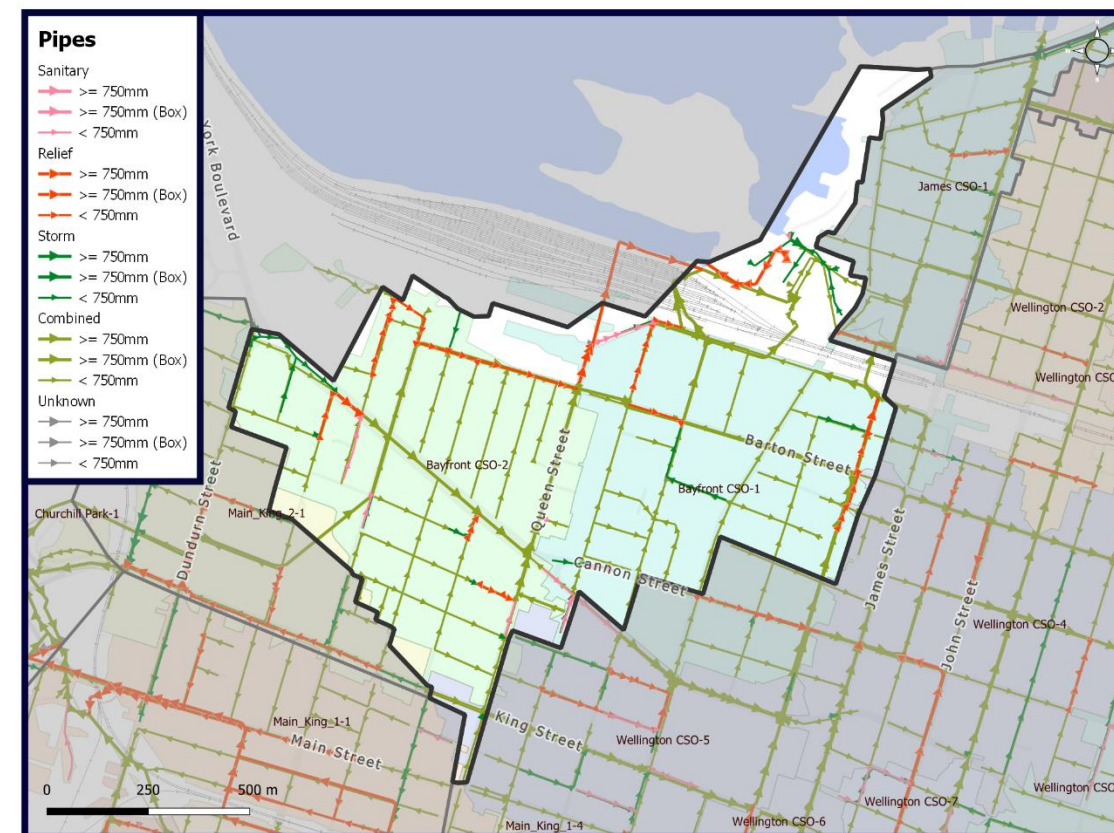 Pipes
Sanitary
>= 750mm
>= 750mm (Box)
< 750mm
Relief
>= 750mm
>= 750mm (Box)
< 750mm
Storm
>= 750mm
>= 750mm (Box)
< 750mm
Combined
>= 750mm
>= 750mm (Box)
< 750mm
Unknown
>= 750mm
>= 750mm (Box)
< 750mm
York Boulevard
James CSO-1
Wellington CSO-2
Wellington CSO
Barton Street
Bayfront CSO-2
Queen Street
Bayfront CSO-1
Churchill Park-1
Dundurn Street
Main_King_2-1
Cannon Street
James Street
John Street
Wellington CSO-4
Main_King_1-1
Main Street
King Street
Wellington CSO-5
Wellington CSO
Wellington CSO-7
Wellington CSO-6
Main_King_1-4
0 250 500 m